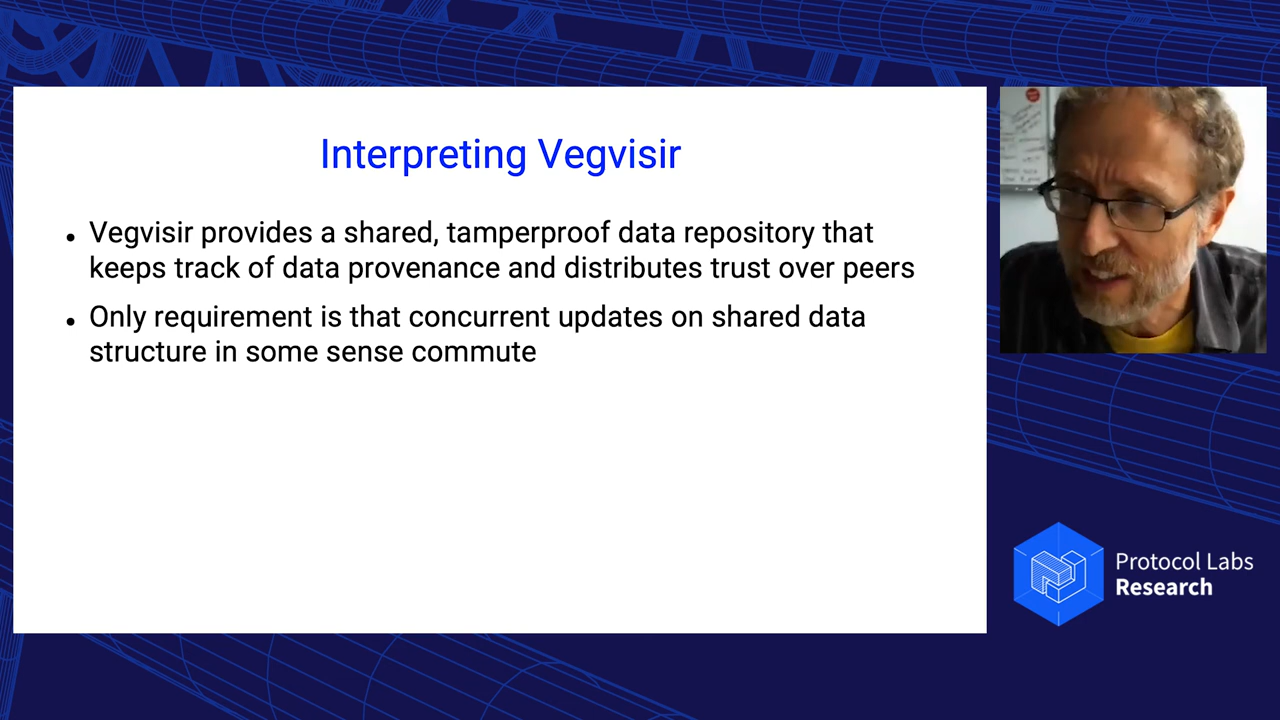 Interpreting Vegvisir
• Vegvisir provides a shared, tamperproof data repository that
keeps track of data provenance and distributes trust over peers
• Only requirement is that concurrent updates on shared data
structure in some sense commute
Protocol Labs
Research